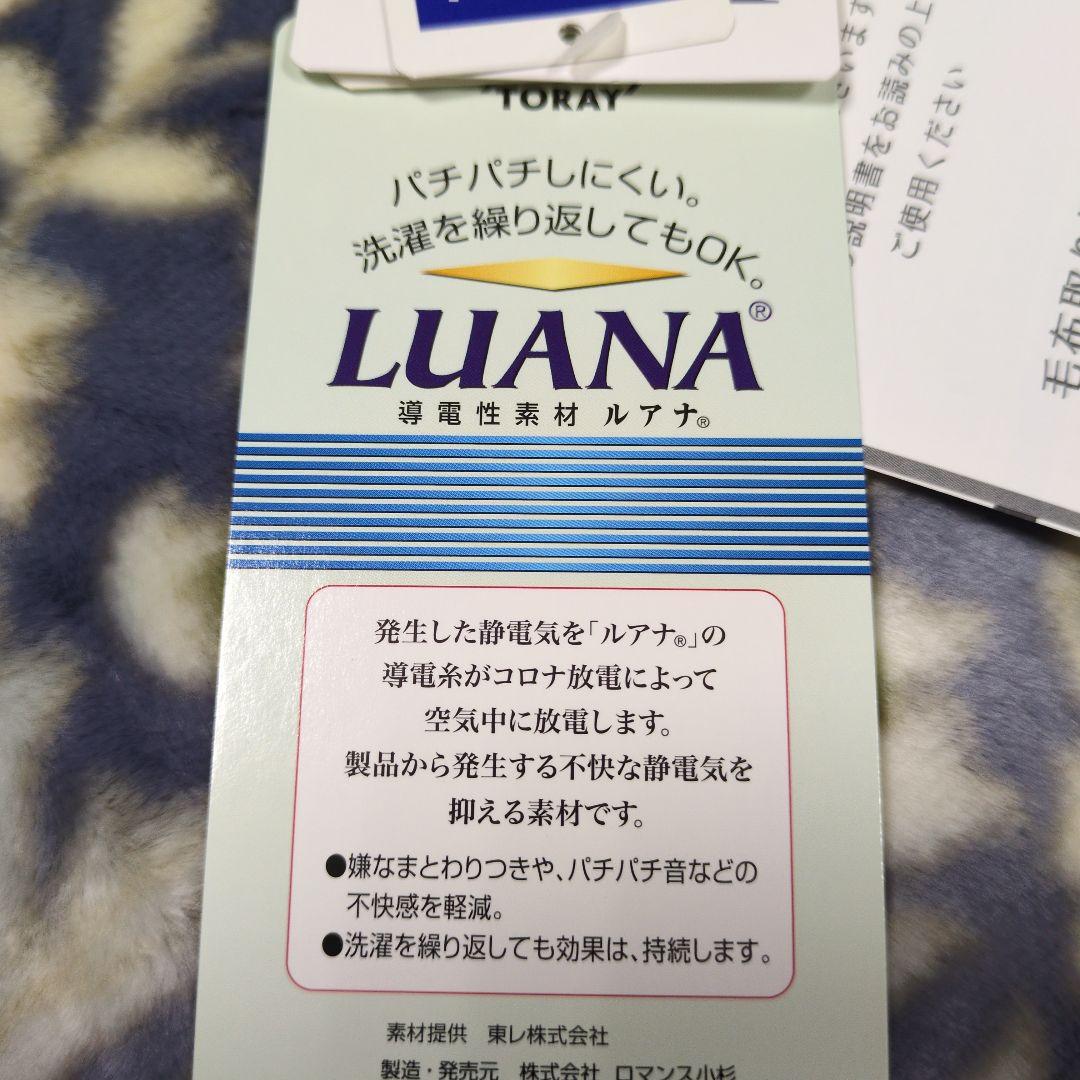 TORAY
パチパチしにくい。
洗濯を繰り返してもOK。
LUANA®
導電性素材 ルアナ®
発生した静電気を「ルアナ®」の
導電糸がコロナ放電によって
空気中に放電します。
製品から発生する不快な静電気を
抑える素材です。
●嫌なまとわりつきや、パチパチ音などの
不快感を軽減。
●洗濯を繰り返しても効果は、持続します。
素材提供 東レ株式会社
製造・発売元 株式会社 ロマンス小杉
説明書をお読みの上
ご使用ください
毛布取り